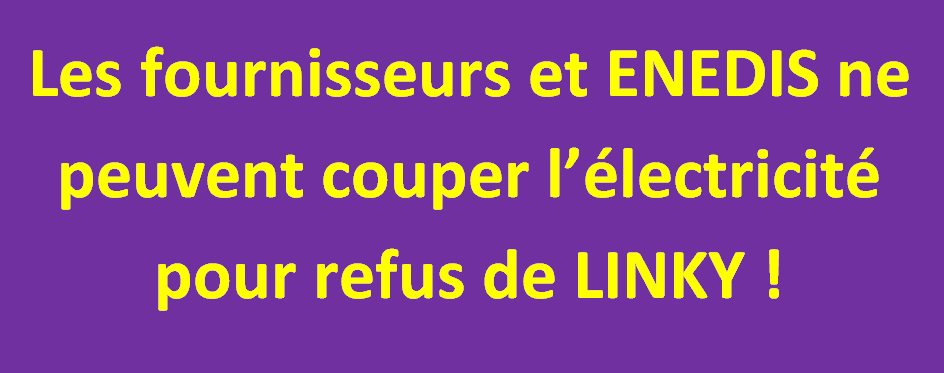 Les fournisseurs et ENEDIS ne
peuvent couper l’électricité
pour refus de LINKY !